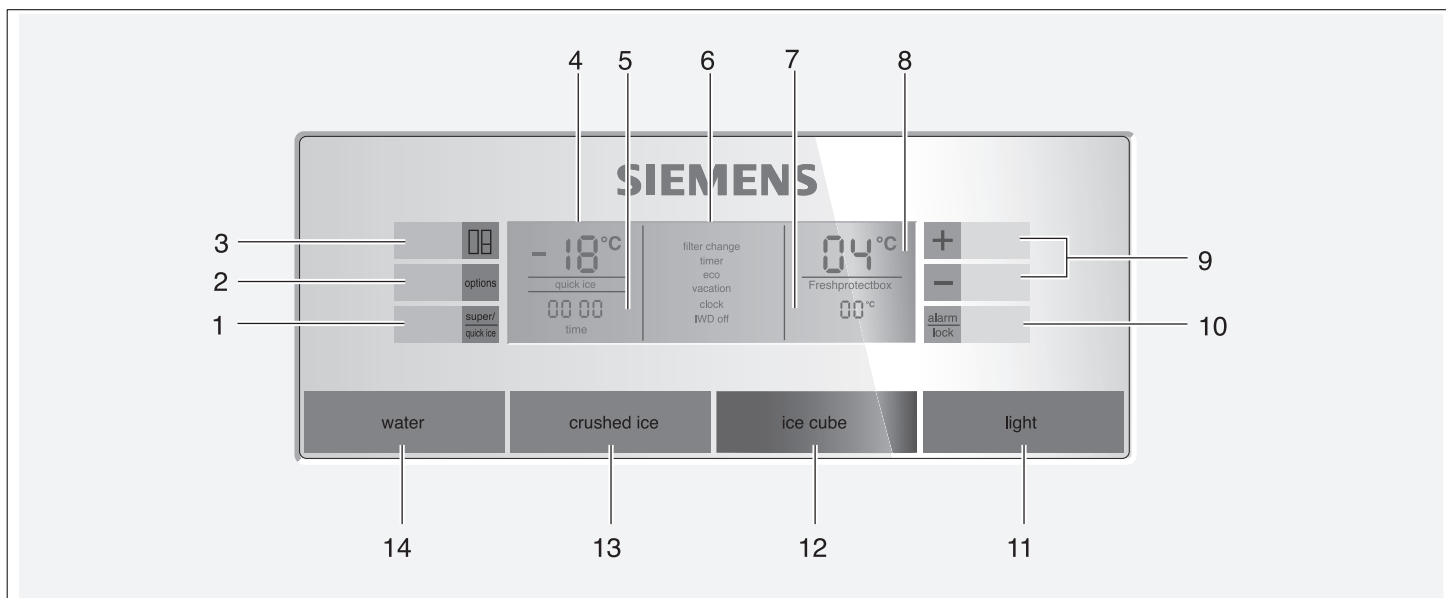 4 5 6 7 8
SIEMENS
3
-18°C
filter change
04°C
+
9
timer
2
options
quick ice
eco
Freshprotectbox
−
vacation
1
super/
quick ice
00 00
clock
00°C
alarm
lock
10
time
IWD off
water
crushed ice
ice cube
light
14 13 12 11